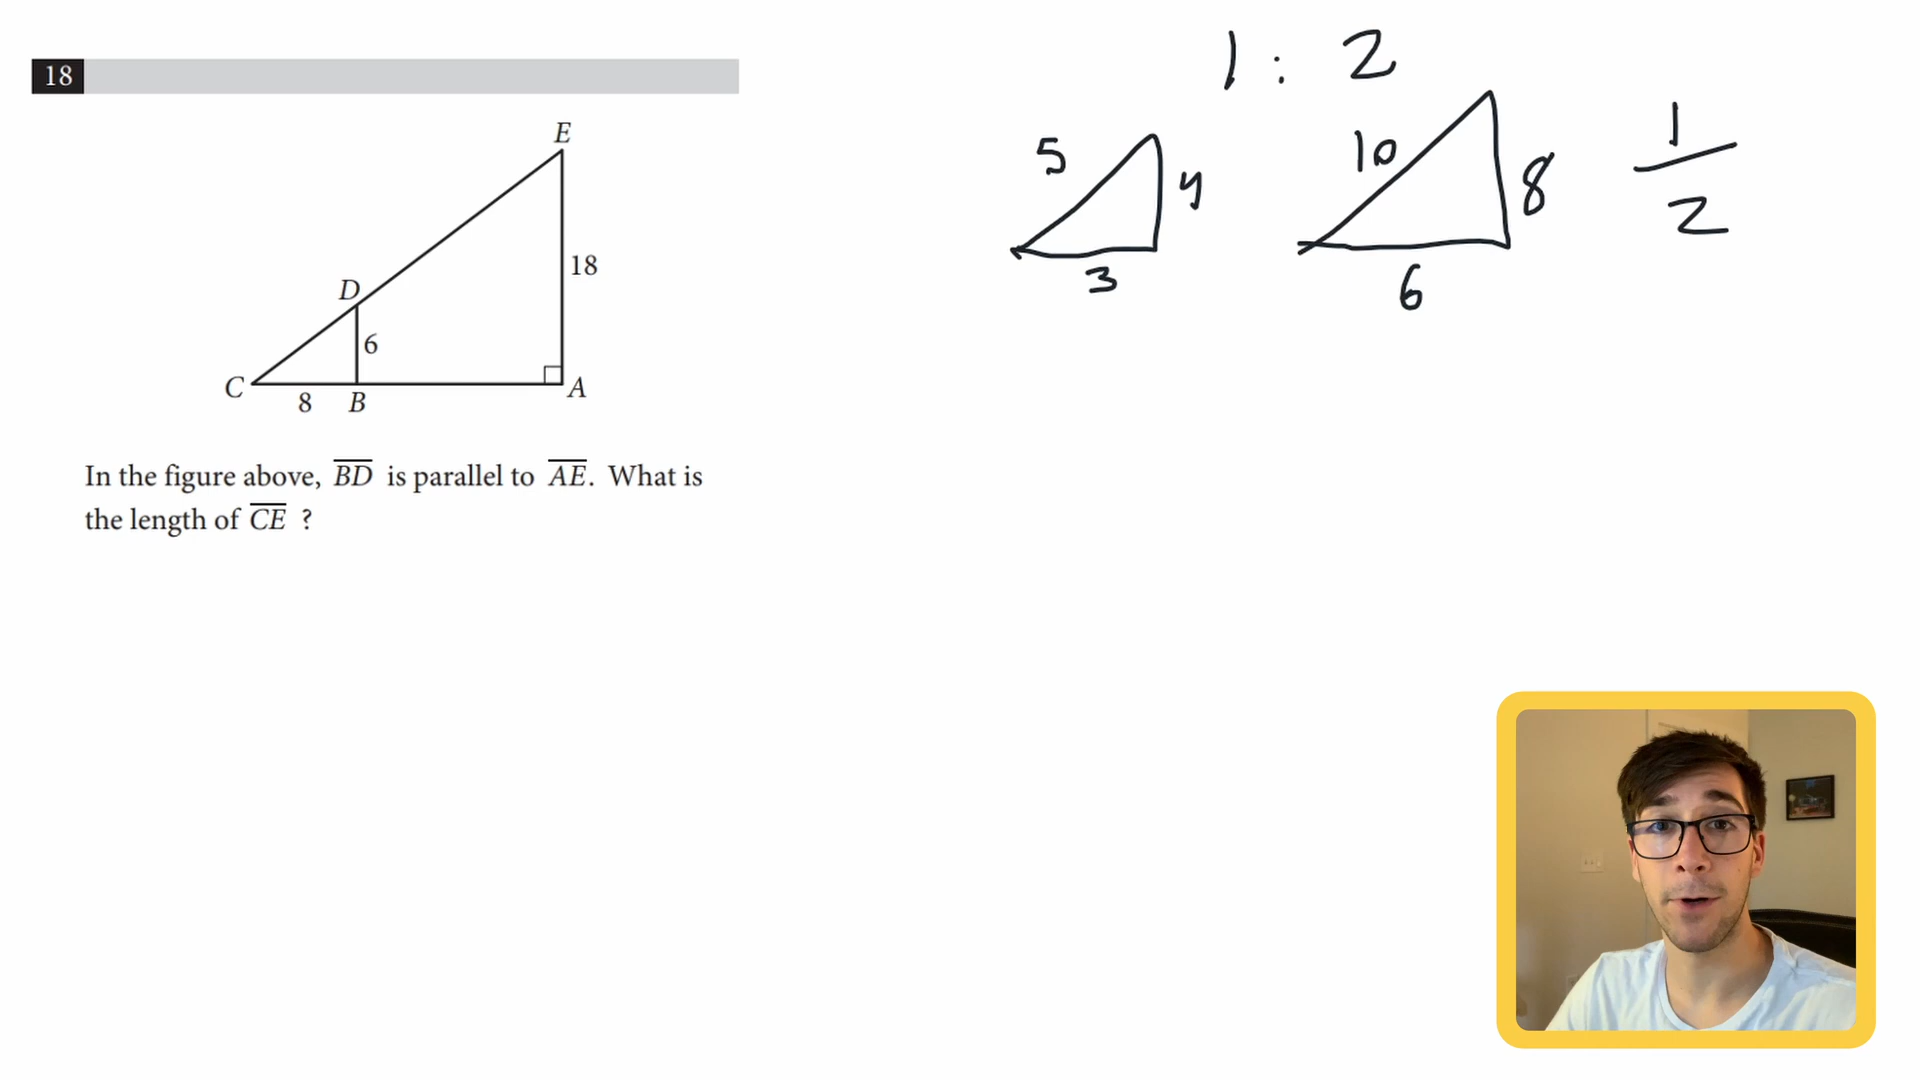 18
E
18
D
6
C
8
B
A
In the figure above, BD is parallel to AE. What is
the length of CE ?
1 : 2
5
4
3
10
8
6
1
2